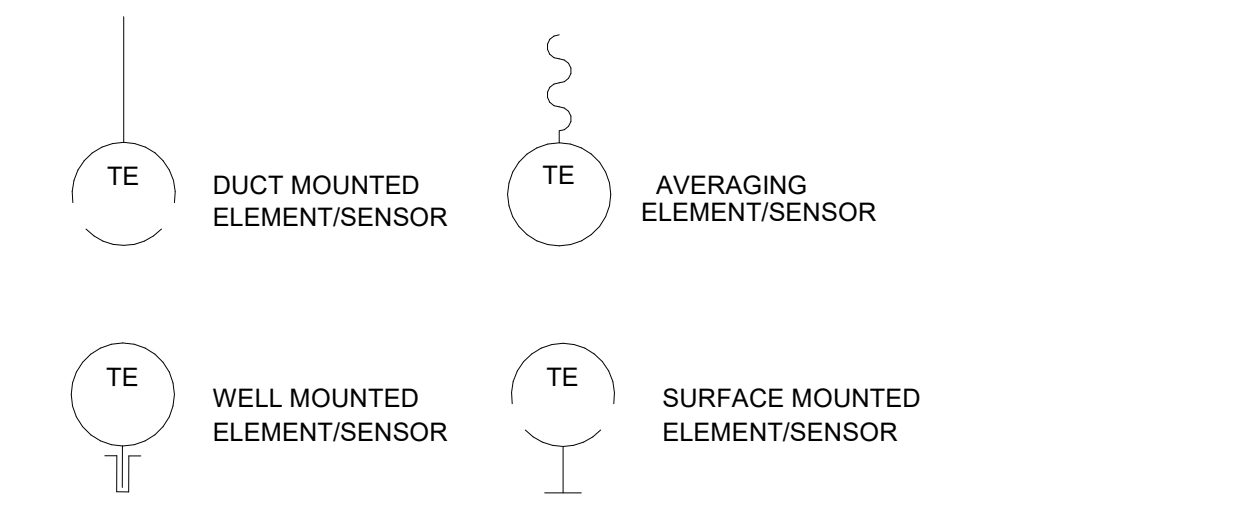 TE
DUCT MOUNTED
ELEMENT/SENSOR
TE
AVERAGING
ELEMENT/SENSOR
TE
WELL MOUNTED
ELEMENT/SENSOR
TE
SURFACE MOUNTED
ELEMENT/SENSOR